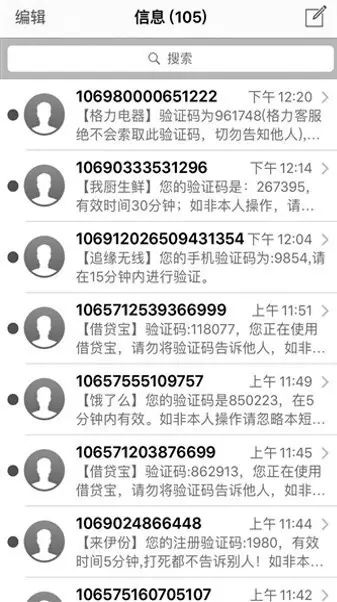 编辑
信息 (105)
搜索
106980000651222 下午 12:20
【格力电器】验证码为961748(格力客服
绝不会索取此验证码，切勿告知他人),...
10690333531296 下午 12:14
【我厨生鲜】您的验证码是：267395,
有效时间30分钟；如非本人操作，请...
106912026509431354 下午 12:04
【追缘无线】您的手机验证码为:9854,请
在15分钟内进行验证。
1065712539366999 上午 11:51
【借贷宝】验证码:118077，您正在使用
借贷宝，请勿将验证码告诉他人，如非...
10657555109757 上午 11:49
【饿了么】您的验证码是850223，在5
分钟内有效。如非本人操作请忽略本短...
106571203876699 上午 11:45
【借贷宝】验证码:862913，您正在使用
借贷宝，请勿将验证码告诉他人，如非...
1069024866448 上午 11:44
【来伊份】您的注册验证码:1980，有效
时间5分钟,打死都不告诉别人！如非本...
106575160705107 上午 11:42